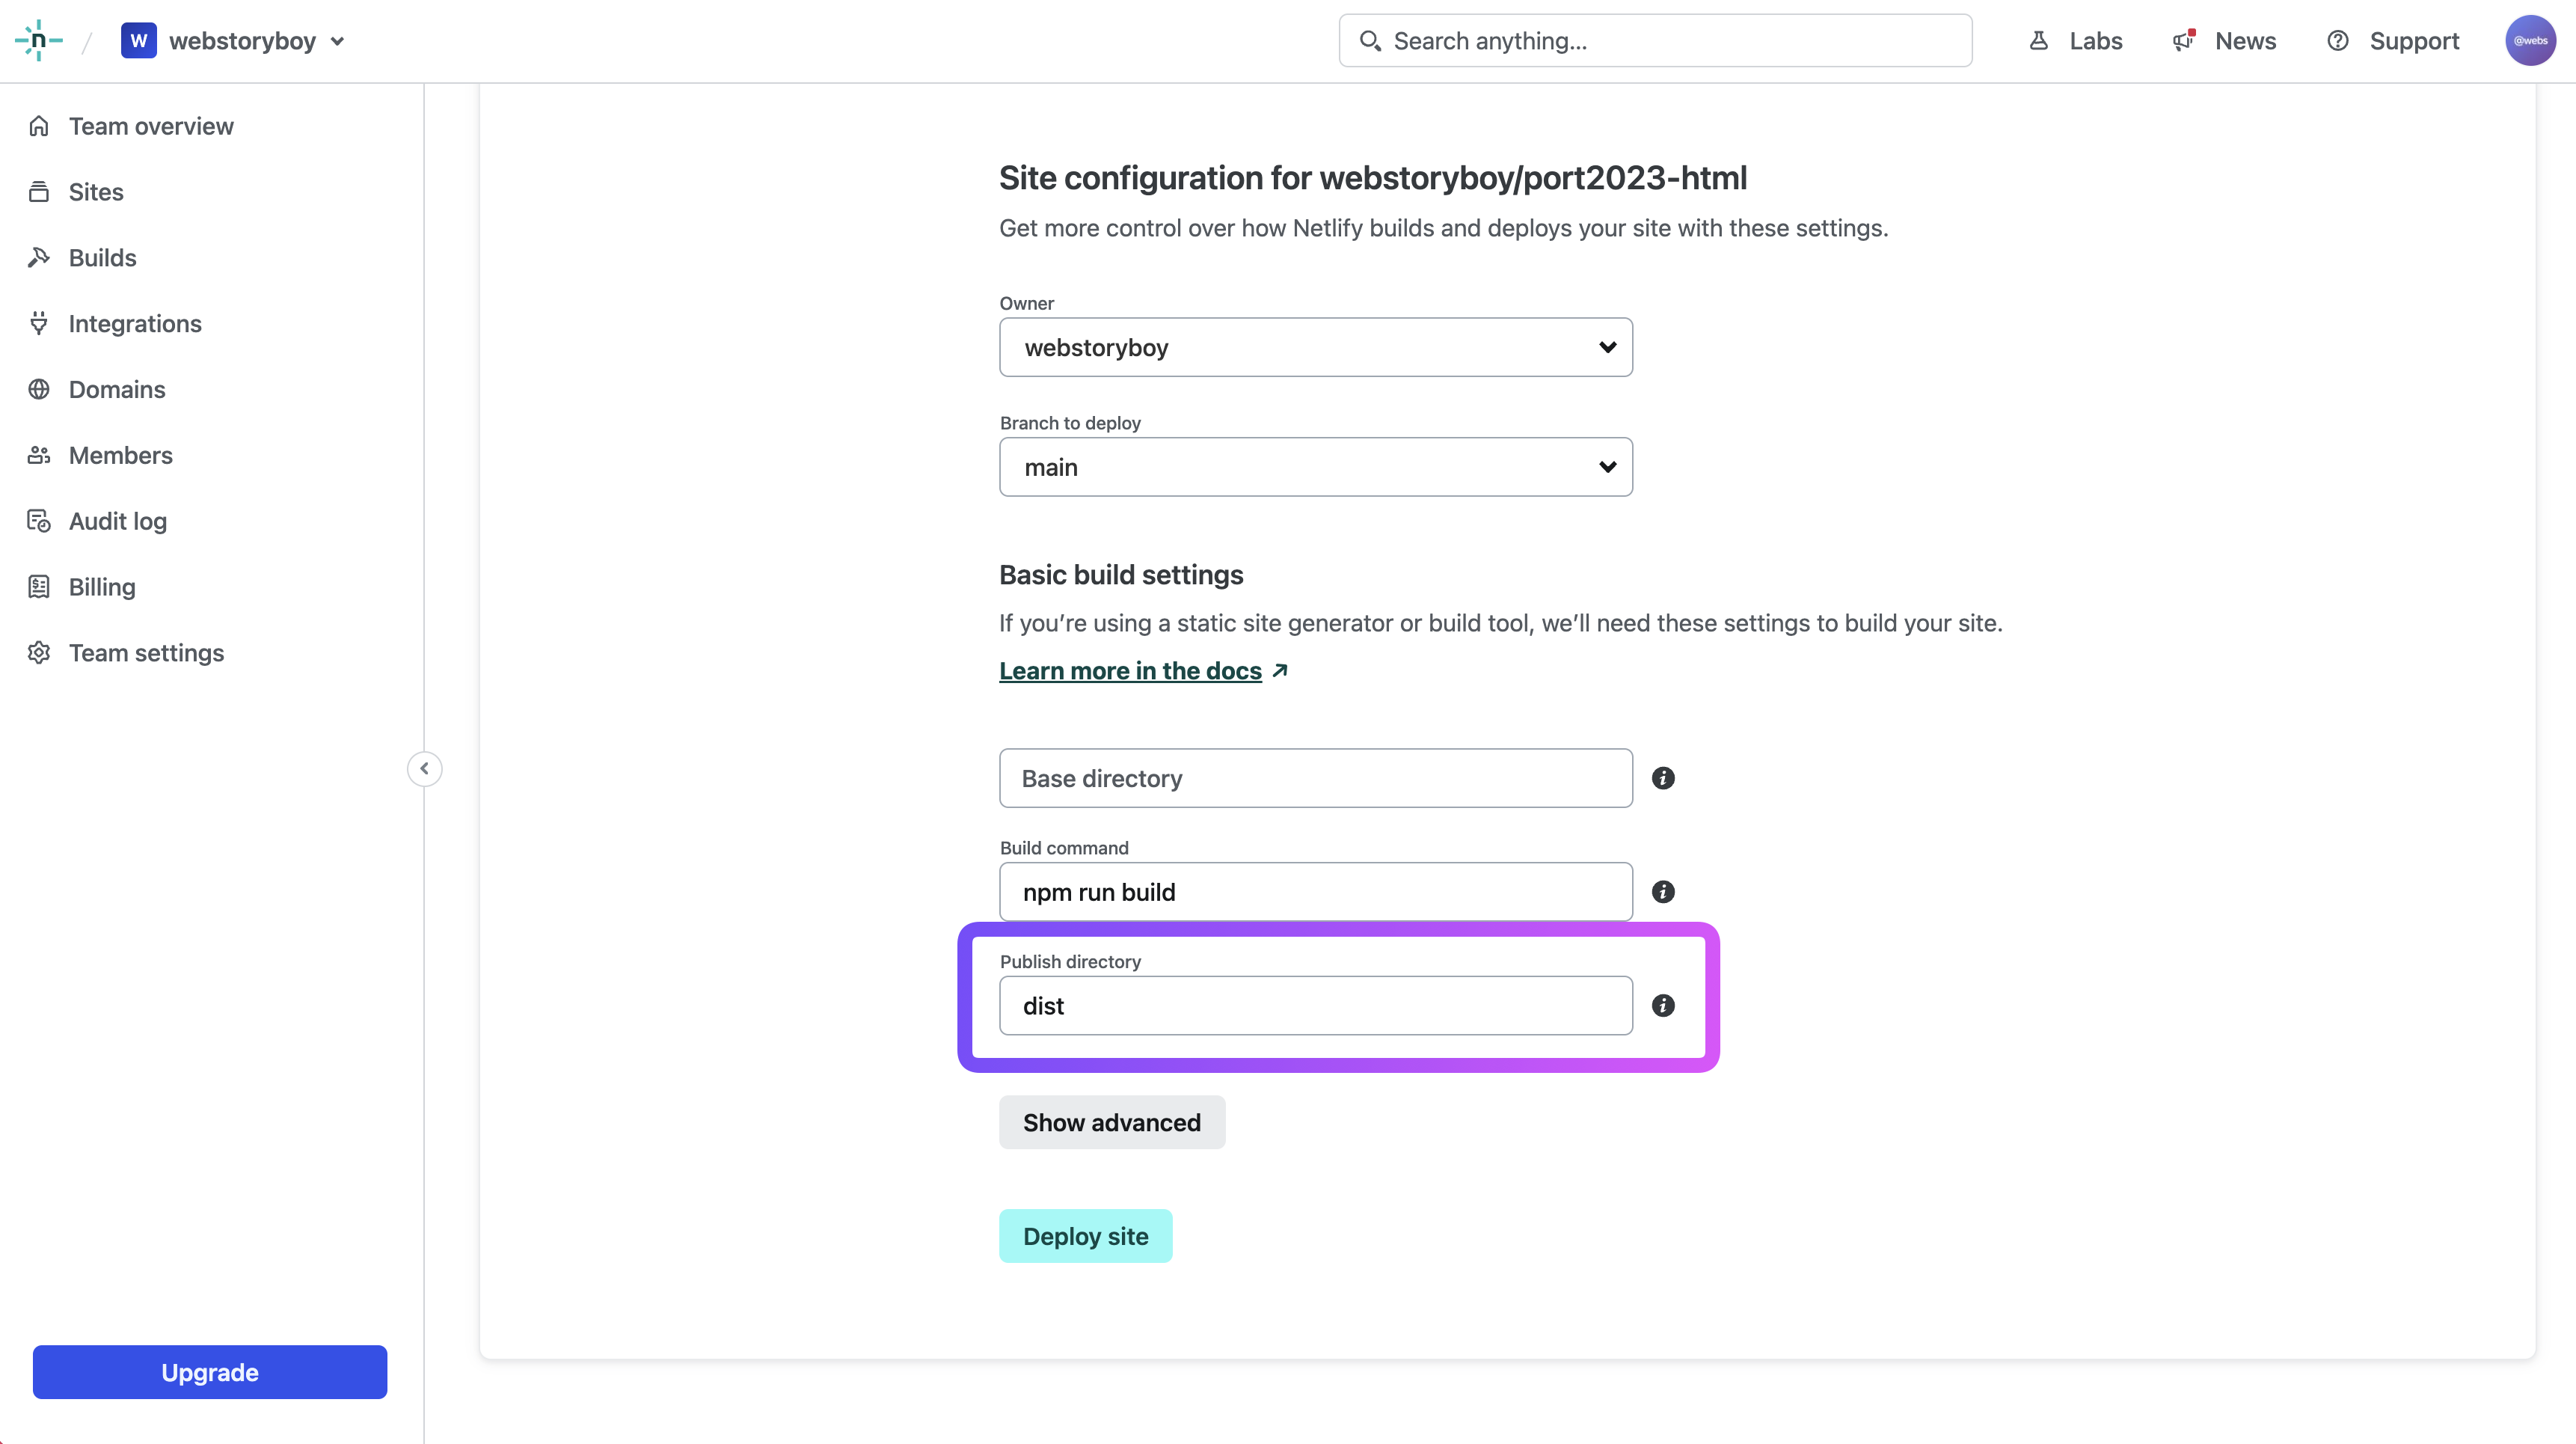 n / W webstoryboy
Search anything...
Labs
News
Support
@webs
Team overview
Sites
Builds
Integrations
Domains
Members
Audit log
Billing
Team settings
Upgrade
Site configuration for webstoryboy/port2023-html
Get more control over how Netlify builds and deploys your site with these settings.
Owner
webstoryboy
Branch to deploy
main
Basic build settings
If you’re using a static site generator or build tool, we’ll need these settings to build your site.
Learn more in the docs
Base directory
Build command
npm run build
Publish directory
dist
Show advanced
Deploy site